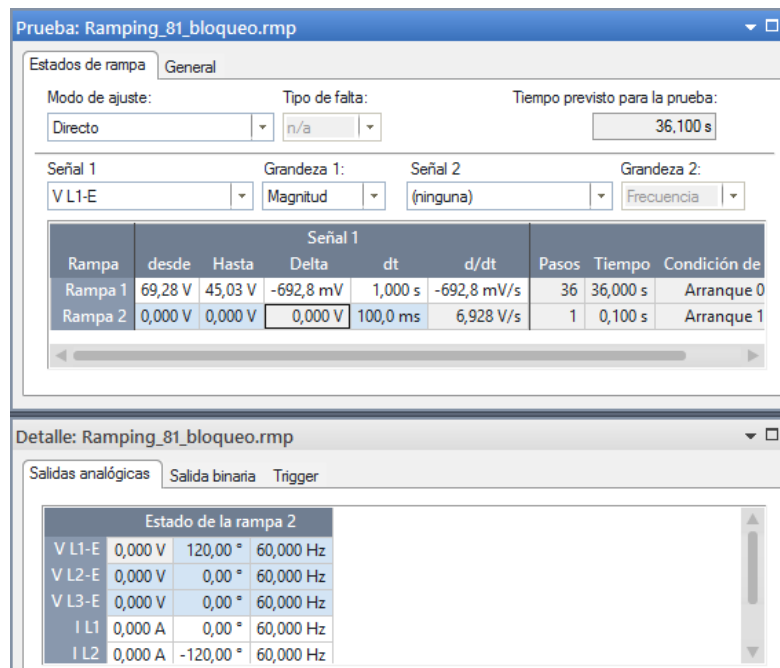 Prueba: Ramping_81_bloqueo.rmp
Estados de rampa General
Modo de ajuste: Tipo de falta: Tiempo previsto para la prueba:
Directo n/a 36,100 s
Señal 1 Grandeza 1: Señal 2 Grandeza 2:
V L1-E Magnitud (ninguna) Frecuencia
Señal 1
Rampa desde Hasta Delta dt d/dt Pasos Tiempo Condición de
Rampa 1 69,28 V 45,03 V -692,8 mV 1,000 s -692,8 mV/s 36 36,000 s Arranque 0
Rampa 2 0,000 V 0,000 V 0,000 V 100,0 ms 6,928 V/s 1 0,100 s Arranque 1
Detalle: Ramping_81_bloqueo.rmp
Salidas analógicas Salida binaria Trigger
Estado de la rampa 2
V L1-E 0,000 V 120,00 ° 60,000 Hz
V L2-E 0,000 V 0,00 ° 60,000 Hz
V L3-E 0,000 V 0,00 ° 60,000 Hz
I L1 0,000 A 0,00 ° 60,000 Hz
I L2 0,000 A -120,00 ° 60,000 Hz